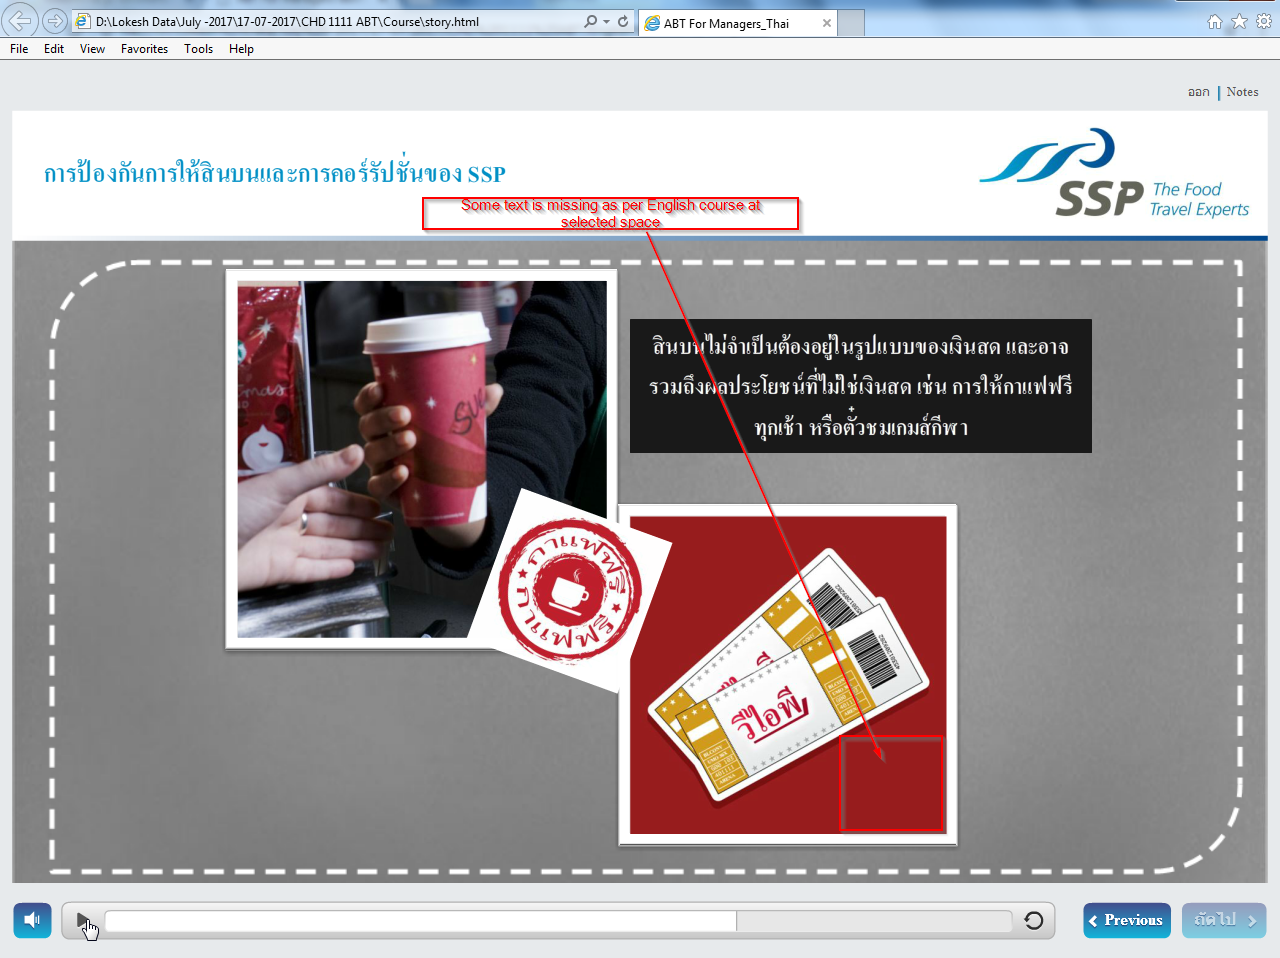 D:\Lokesh Data\July -2017\17-07-2017\CHD 1111 ABT\Course\story.html
ABT For Managers_Thai
File Edit View Favorites Tools Help
ออก | Notes
การป้องกันการให้สินบนและการคอร์รัปชั่นของ SSP
SSP The Food
Travel Experts
Some text is missing as per English course at
selected space
สินบนไม่จำเป็นต้องอยู่ในรูปแบบของเงินสด และอาจ
รวมถึงผลประโยชน์ที่ไม่ใช่เงินสด เช่น การให้กาแฟฟรี
ทุกเช้า หรือตั๋วชมเกมส์กีฬา
กาแฟฟรี
กาแฟฟรี
วีไอพี
Previous
ถัดไป